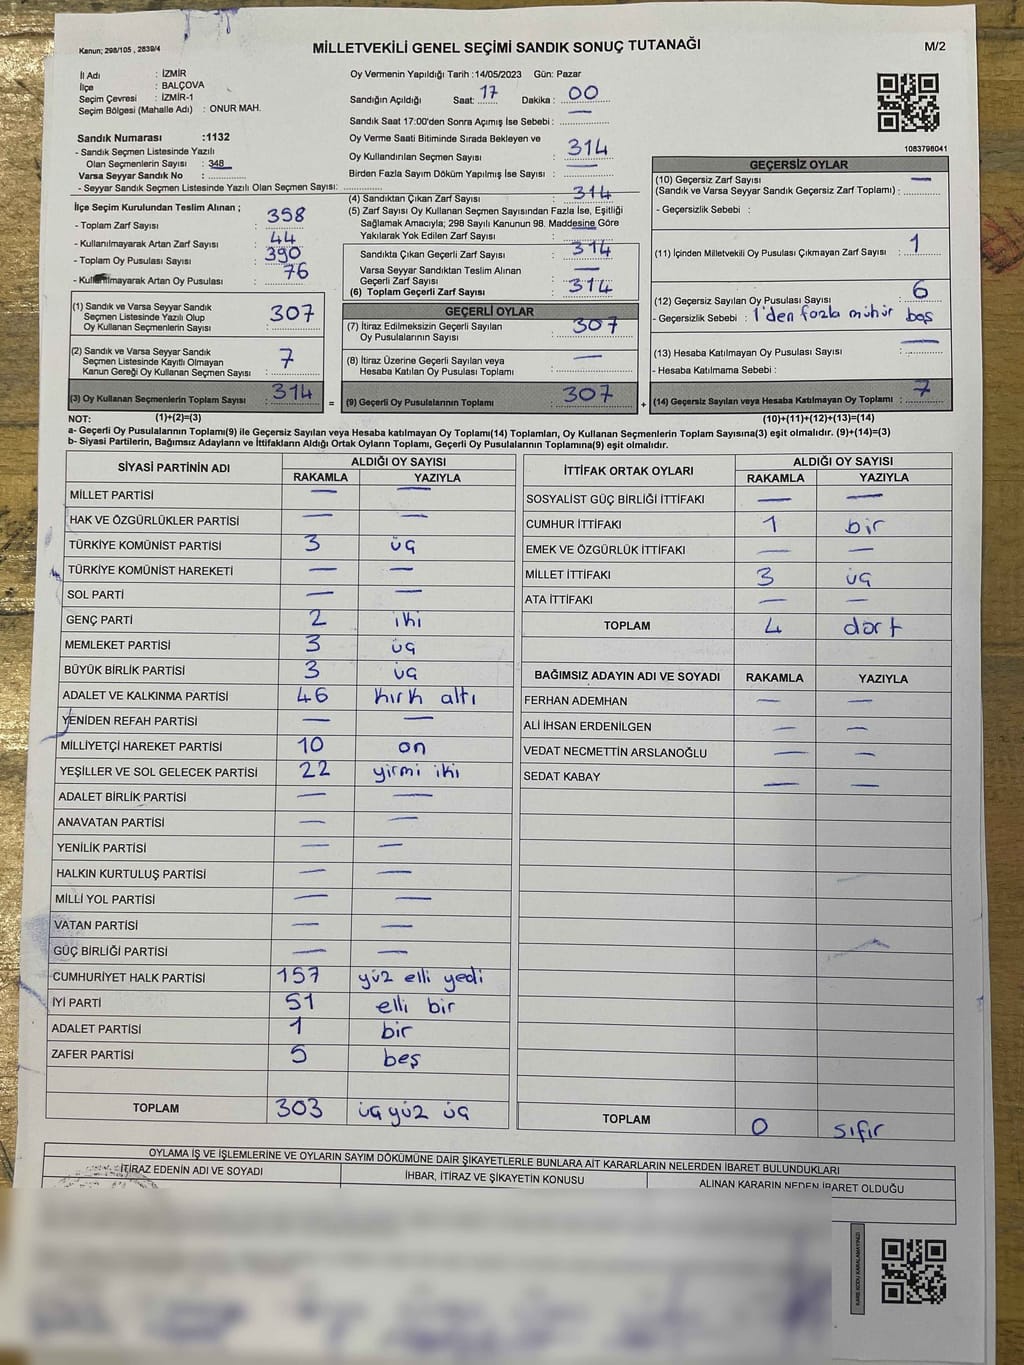 Kanun; 298/105 , 2839/4
MİLLETVEKİLİ GENEL SEÇİMİ SANDIK SONUÇ TUTANAĞI
M/2
İl Adı : İZMİR
İlçe : BALÇOVA
Seçim Çevresi : İZMİR-1
Seçim Bölgesi (Mahalle Adı) : ONUR MAH.
Sandık Numarası :1132
- Sandık Seçmen Listesinde Yazılı
Olan Seçmenlerin Sayısı : 348
Varsa Seyyar Sandık No :
- Seyyar Sandık Seçmen Listesinde Yazılı Olan Seçmen Sayısı:
İlçe Seçim Kurulundan Teslim Alınan ;
- Toplam Zarf Sayısı : 358
- Kullanılmayarak Artan Zarf Sayısı : 44
- Toplam Oy Pusulası Sayısı : 390
- Kullanılmayarak Artan Oy Pusulası : 76
(1) Sandık ve Varsa Seyyar Sandık
Seçmen Listesinde Yazılı Olup
Oy Kullanan Seçmenlerin Sayısı : 307
(2) Sandık ve Varsa Seyyar Sandık
Seçmen Listesinde Kayıtlı Olmayan
Kanun Gereği Oy Kullanan Seçmen Sayısı : 7
(3) Oy Kullanan Seçmenlerin Toplam Sayısı : 314
Oy Vermenin Yapıldığı Tarih :14/05/2023 Gün: Pazar
Sandığın Açıldığı Saat: 17 Dakika : 00
Sandık Saati 17:00'den Sonra Açımış İse Sebebi : —
Oy Verme Saati Bitiminde Sırada Bekleyen ve
Oy Kullandırılan Seçmen Sayısı : 314
Birden Fazla Sayım Döküm Yapılmış İse Sayısı : —
(4) Sandıktan Çıkan Zarf Sayısı : 314
(5) Zarf Sayısı Oy Kullanan Seçmen Sayısından Fazla İse, Eşitliği
Sağlamak Amacıyla; 298 Sayılı Kanunun 98. Maddesine Göre
Yakılarak Yok Edilen Zarf Sayısı : —
Sandıkta Çıkan Geçerli Zarf Sayısı : 314
Varsa Seyyar Sandıktan Teslim Alınan
Geçerli Zarf Sayısı : —
(6) Toplam Geçerli Zarf Sayısı : 314
GEÇERLİ OYLAR
(7) İtiraz Edilmeksizin Geçerli Sayılan
Oy Pusulalarının Sayısı : 307
(8) İtiraz Üzerine Geçerli Sayılan veya
Hesaba Katılan Oy Pusulası Toplamı : —
= (9) Geçerli Oy Pusulalarının Toplamı : 307
1083798041
GEÇERSİZ OYLAR
(10) Geçersiz Zarf Sayısı —
(Sandık ve Varsa Seyyar Sandık Geçersiz Zarf Toplamı) :
- Geçersizlik Sebebi :
(11) İçinden Milletvekili Oy Pusulası Çıkmayan Zarf Sayısı : 1
(12) Geçersiz Sayılan Oy Pusulası Sayısı : 6
- Geçersizlik Sebebi : 1'den fazla mühür boş
(13) Hesaba Katılmayan Oy Pusulası Sayısı : —
- Hesaba Katılmama Sebebi :
+ (14) Geçersiz Sayılan veya Hesaba Katılmayan Oy Toplamı : 7
NOT: (1)+(2)=(3) (10)+(11)+(12)+(13)=(14)
a- Geçerli Oy Pusulalarının Toplamı(9) ile Geçersiz Sayılan veya Hesaba Katılmayan Oy Toplamı(14) Toplamları, Oy Kullanan Seçmenlerin Toplam Sayısına(3) eşit olmalıdır. (9)+(14)=(3)
b- Siyasi Partilerin, Bağımsız Adayların ve İttifakların Aldığı Ortak Oyların Toplamı, Geçerli Oy Pusulalarının Toplamına(9) eşit olmalıdır.
SİYASİ PARTİNİN ADI ALDIĞI OY SAYISI
RAKAMLA YAZIYLA
MİLLET PARTİSİ — —
HAK VE ÖZGÜRLÜKLER PARTİSİ — —
TÜRKİYE KOMÜNİST PARTİSİ 3 üç
TÜRKİYE KOMÜNİST HAREKETİ — —
SOL PARTİ — —
GENÇ PARTİ 2 iki
MEMLEKET PARTİSİ 3 üç
BÜYÜK BİRLİK PARTİSİ 3 üç
ADALET VE KALKINMA PARTİSİ 46 kırk altı
YENİDEN REFAH PARTİSİ — —
MİLLİYETÇİ HAREKET PARTİSİ 10 on
YEŞİLLER VE SOL GELECEK PARTİSİ 22 yirmi iki
ADALET BİRLİK PARTİSİ — —
ANAVATAN PARTİSİ — —
YENİLİK PARTİSİ — —
HALKIN KURTULUŞ PARTİSİ — —
MİLLİ YOL PARTİSİ — —
VATAN PARTİSİ — —
GÜÇ BİRLİĞİ PARTİSİ — —
CUMHURİYET HALK PARTİSİ 157 yüz elli yedi
İYİ PARTİ 51 elli bir
ADALET PARTİSİ 1 bir
ZAFER PARTİSİ 5 beş
TOPLAM 303 üçyüz üç
İTTİFAK ORTAK OYLARI ALDIĞI OY SAYISI
RAKAMLA YAZIYLA
SOSYALİST GÜÇ BİRLİĞİ İTTİFAKI — —
CUMHUR İTTİFAKI 1 bir
EMEK VE ÖZGÜRLÜK İTTİFAKI — —
MİLLET İTTİFAKI 3 üç
ATA İTTİFAKI — —
TOPLAM 4 dört
BAĞIMSIZ ADAYIN ADI VE SOYADI RAKAMLA YAZIYLA
FERHAN ADEMHAN — —
ALİ İHSAN ERDENİLGEN — —
VEDAT NECMETTİN ARSLANOĞLU — —
SEDAT KABAY — —
TOPLAM 0 sıfır
OYLAMA İŞ VE İŞLEMLERİNE VE OYLARIN SAYIM DÖKÜMÜNE DAİR ŞİKAYETLERLE BUNLARA AİT KARARLARIN NELERDEN İBARET BULUNDUKLARI
İTİRAZ EDENİN ADI VE SOYADI İHBAR, İTİRAZ VE ŞİKAYETİN KONUSU ALINAN KARARIN NEDEN İBARET OLDUĞU
KARE KODU KARALAMAYINIZ!